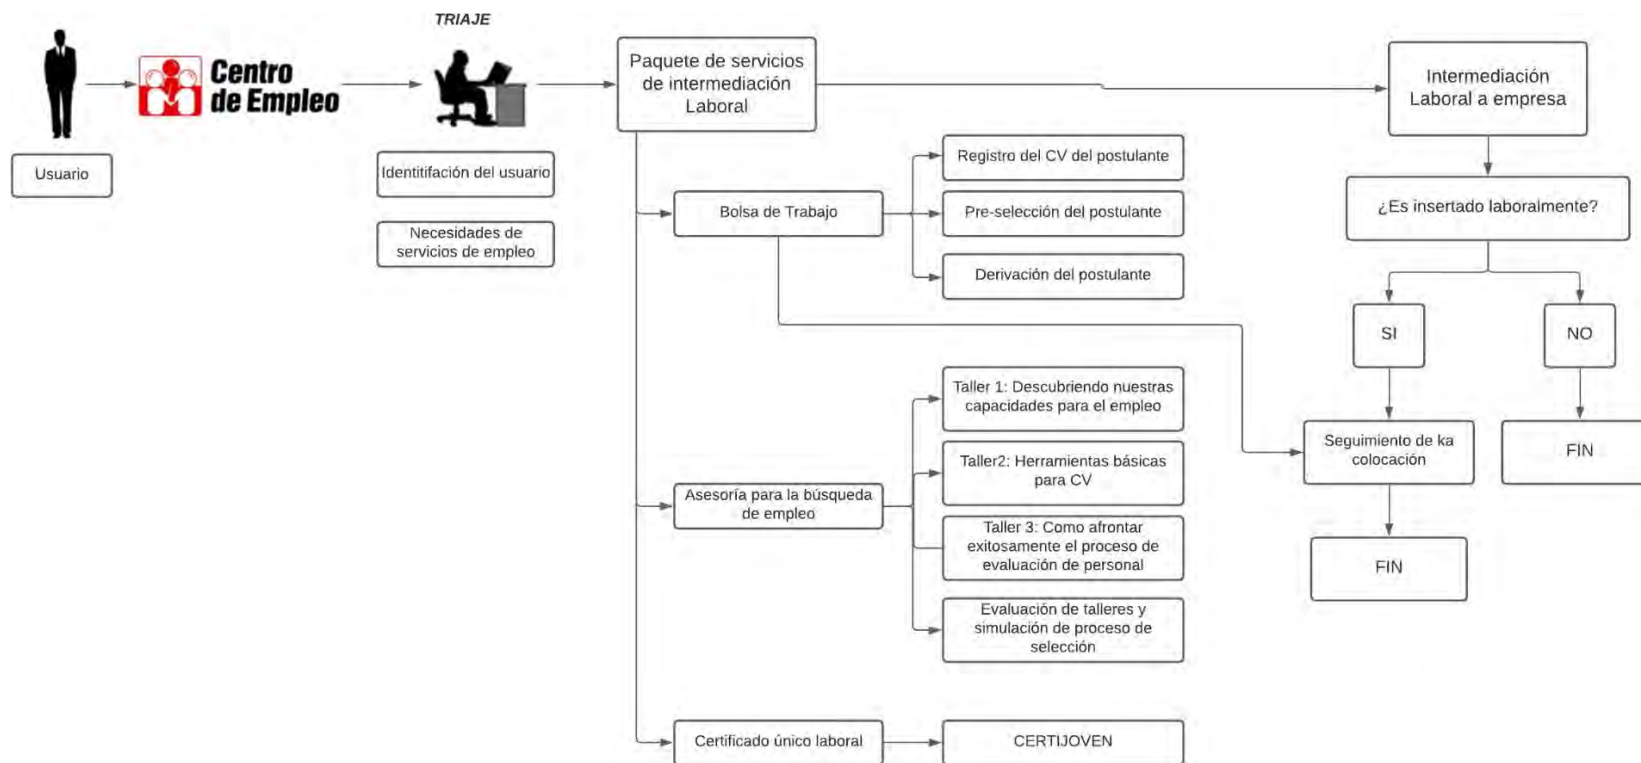 TRIAJE
Centro
de Empleo
Usuario
Identitifación del usuario
Necesidades de
servicios de empleo
Paquete de servicios
de intermediación
Laboral
Bolsa de Trabajo
Registro del CV del postulante
Pre-selección del postulante
Derivación del postulante
Asesoría para la búsqueda
de empleo
Taller 1: Descubriendo nuestras
capacidades para el empleo
Taller2: Herramientas básicas
para CV
Taller 3: Como afrontar
exitosamente el proceso de
evaluación de personal
Evaluación de talleres y
simulación de proceso de
selección
Certificado único laboral
CERTIJOVEN
Intermediación
Laboral a empresa
¿Es insertado laboralmente?
SI
NO
Seguimiento de ka
colocación
FIN
FIN